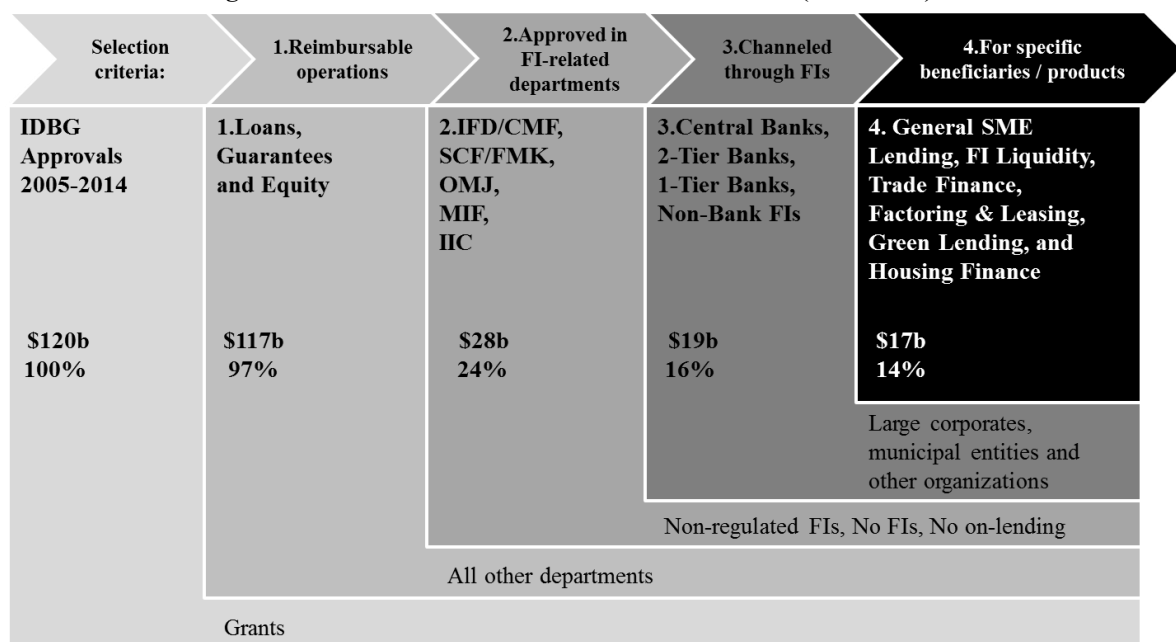 Selection
criteria:
1.Reimbursable
operations
2.Approved in
FI-related
departments
3.Channeled
through FIs
4.For specific
beneficiaries / products
IDBG
Approvals
2005-2014
$120b
100%
1.Loans,
Guarantees
and Equity
$117b
97%
2.IFD/CMF,
SCF/FMK,
OMJ,
MIF,
IIC
$28b
24%
3.Central Banks,
2-Tier Banks,
1-Tier Banks,
Non-Bank FIs
$19b
16%
4. General SME
Lending, FI Liquidity,
Trade Finance,
Factoring & Leasing,
Green Lending, and
Housing Finance
$17b
14%
Large corporates,
municipal entities and
other organizations
Non-regulated FIs, No FIs, No on-lending
All other departments
Grants